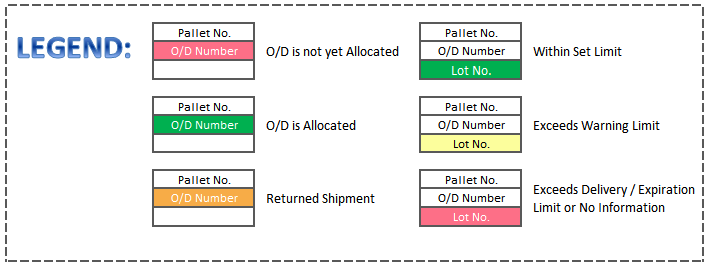 LEGEND:
Pallet No.
O/D Number
O/D is not yet Allocated
Pallet No.
O/D Number
Lot No.
Within Set Limit
Pallet No.
O/D Number
O/D is Allocated
Pallet No.
O/D Number
Lot No.
Exceeds Warning Limit
Pallet No.
O/D Number
Returned Shipment
Pallet No.
O/D Number
Lot No.
Exceeds Delivery / Expiration
Limit or No Information